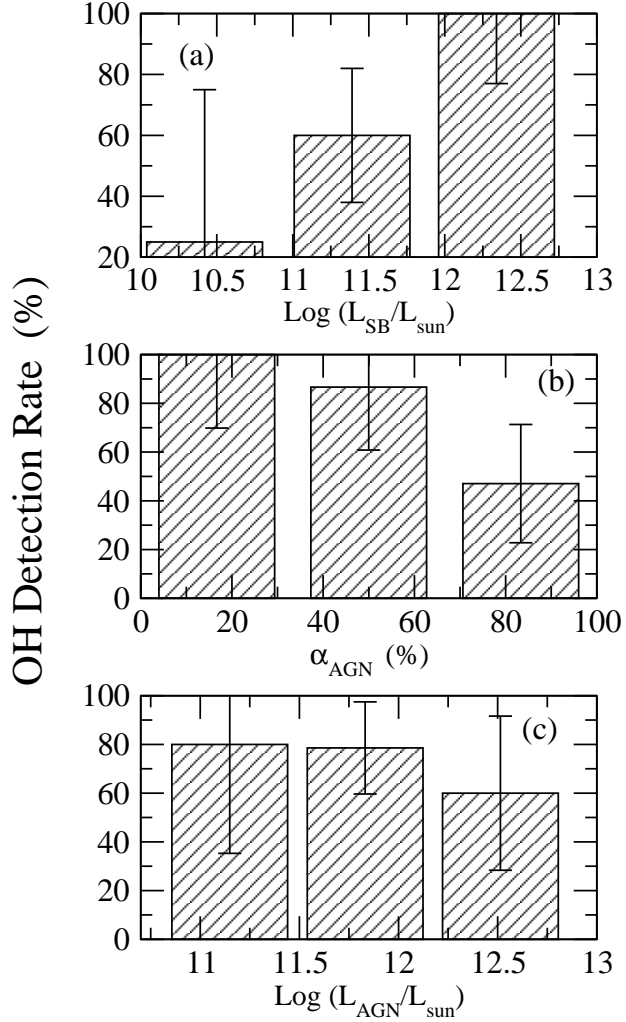 OH Detection Rate (%)
(a)
100
80
60
40
20
10 10.5 11 11.5 12 12.5 13
Log (L_SB/L_sun)
(b)
100
80
60
40
20
0
0 20 40 60 80 100
α_AGN (%)
(c)
100
80
60
40
20
0
11 11.5 12 12.5 13
Log (L_AGN/L_sun)